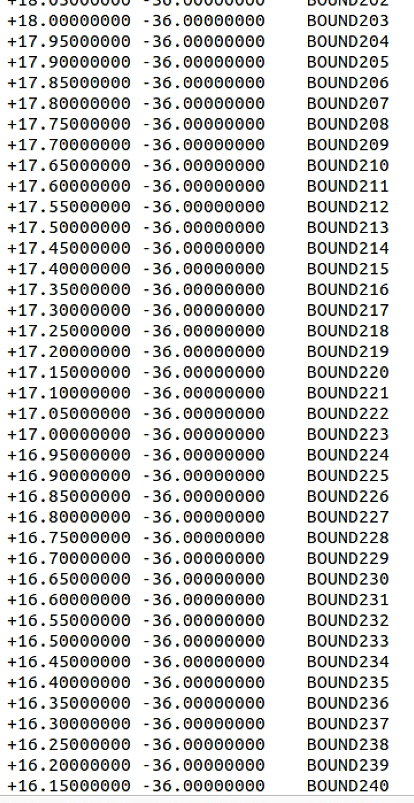 +18.05000000 -36.00000000    BOUND202
+18.00000000 -36.00000000    BOUND203
+17.95000000 -36.00000000    BOUND204
+17.90000000 -36.00000000    BOUND205
+17.85000000 -36.00000000    BOUND206
+17.80000000 -36.00000000    BOUND207
+17.75000000 -36.00000000    BOUND208
+17.70000000 -36.00000000    BOUND209
+17.65000000 -36.00000000    BOUND210
+17.60000000 -36.00000000    BOUND211
+17.55000000 -36.00000000    BOUND212
+17.50000000 -36.00000000    BOUND213
+17.45000000 -36.00000000    BOUND214
+17.40000000 -36.00000000    BOUND215
+17.35000000 -36.00000000    BOUND216
+17.30000000 -36.00000000    BOUND217
+17.25000000 -36.00000000    BOUND218
+17.20000000 -36.00000000    BOUND219
+17.15000000 -36.00000000    BOUND220
+17.10000000 -36.00000000    BOUND221
+17.05000000 -36.00000000    BOUND222
+17.00000000 -36.00000000    BOUND223
+16.95000000 -36.00000000    BOUND224
+16.90000000 -36.00000000    BOUND225
+16.85000000 -36.00000000    BOUND226
+16.80000000 -36.00000000    BOUND227
+16.75000000 -36.00000000    BOUND228
+16.70000000 -36.00000000    BOUND229
+16.65000000 -36.00000000    BOUND230
+16.60000000 -36.00000000    BOUND231
+16.55000000 -36.00000000    BOUND232
+16.50000000 -36.00000000    BOUND233
+16.45000000 -36.00000000    BOUND234
+16.40000000 -36.00000000    BOUND235
+16.35000000 -36.00000000    BOUND236
+16.30000000 -36.00000000    BOUND237
+16.25000000 -36.00000000    BOUND238
+16.20000000 -36.00000000    BOUND239
+16.15000000 -36.00000000    BOUND240